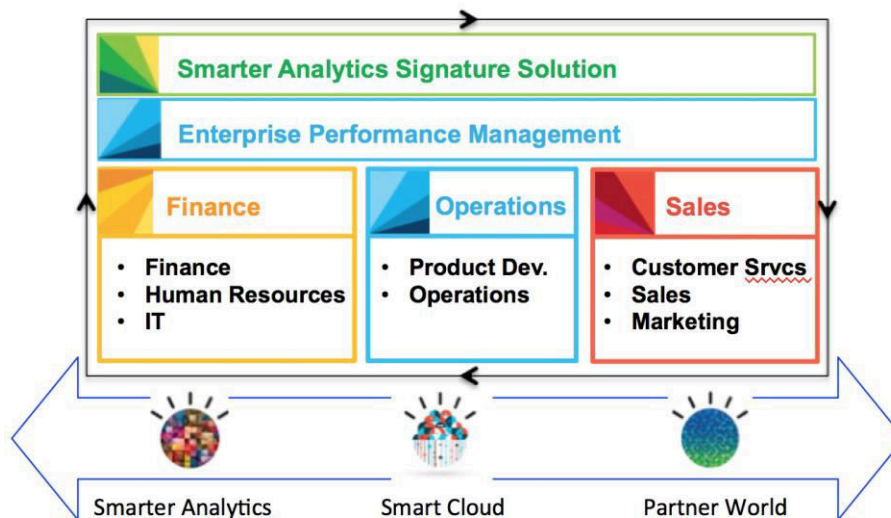 Smarter Analytics Signature Solution
Enterprise Performance Management
Finance
• Finance
• Human Resources
• IT
Operations
• Product Dev.
• Operations
Sales
• Customer Srvcs
• Sales
• Marketing
Smarter Analytics
Smart Cloud
Partner World